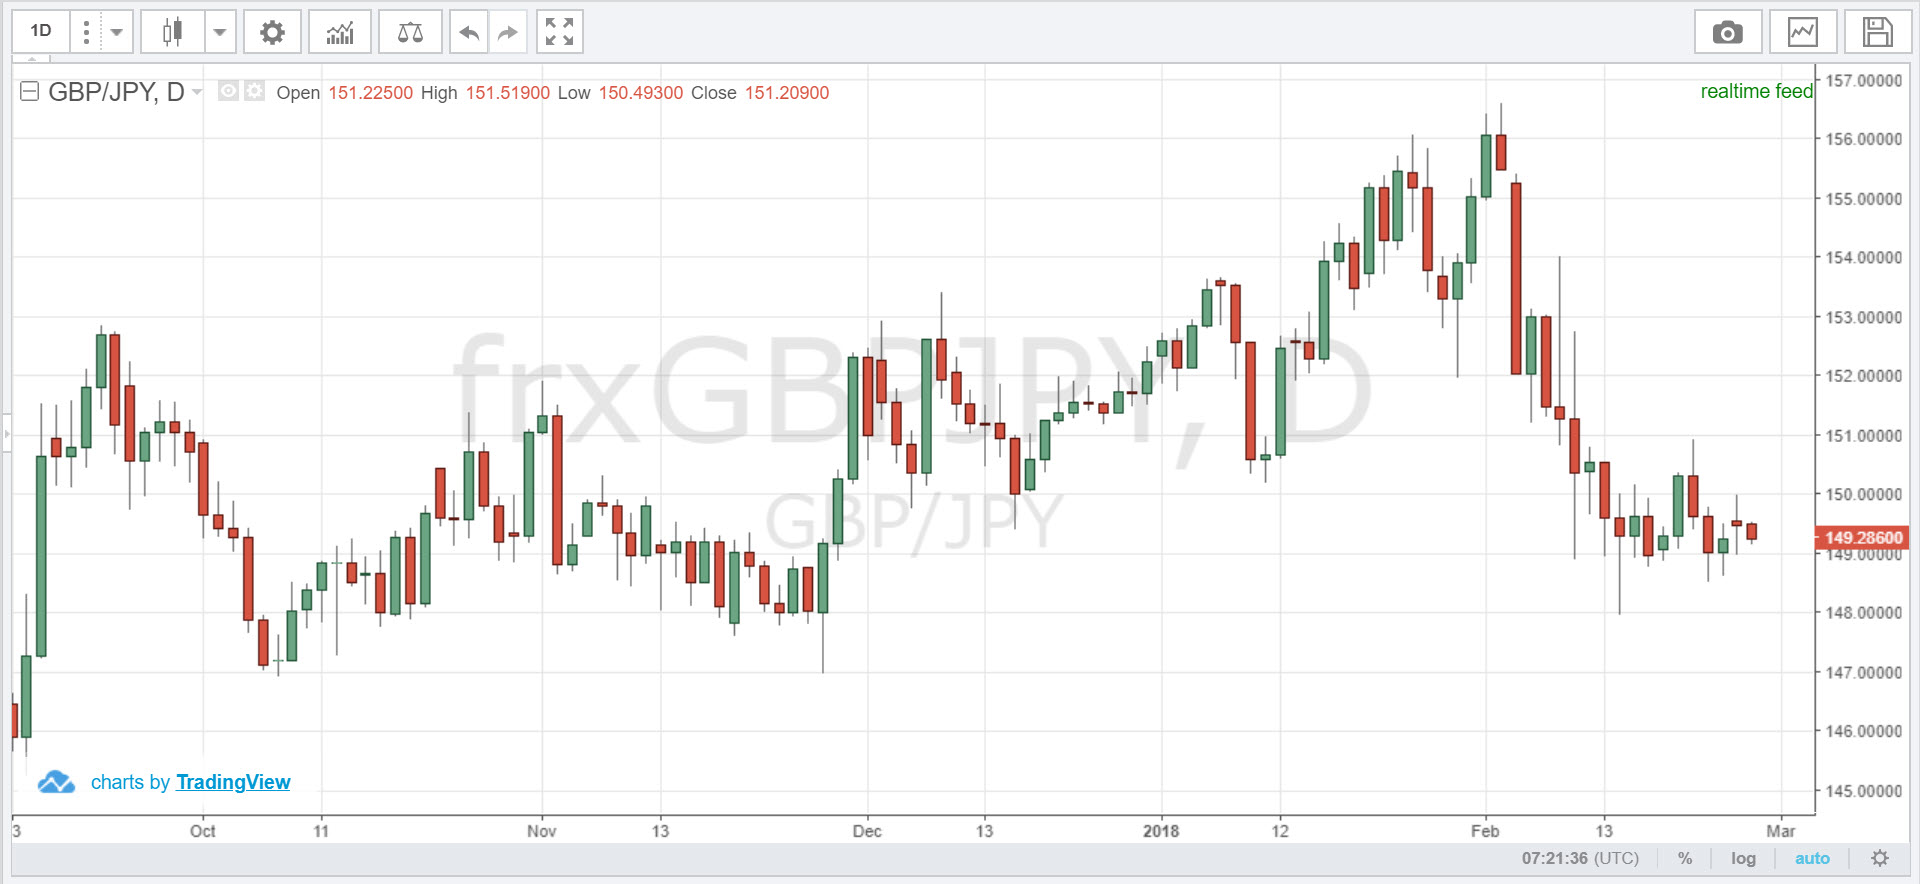 1D
GBP/JPY, D Open 151.22500 High 151.51900 Low 150.49300 Close 151.20900
realtime feed
157.00000
156.00000
155.00000
154.00000
153.00000
152.00000
151.00000
150.00000
149.28600
149.00000
148.00000
147.00000
146.00000
145.00000
frxGBPJPY, D
GBP/JPY
charts by TradingView
3 Oct 11 Nov 13 Dec 13 2018 12 Feb 13 Mar
07:21:36 (UTC) % log auto